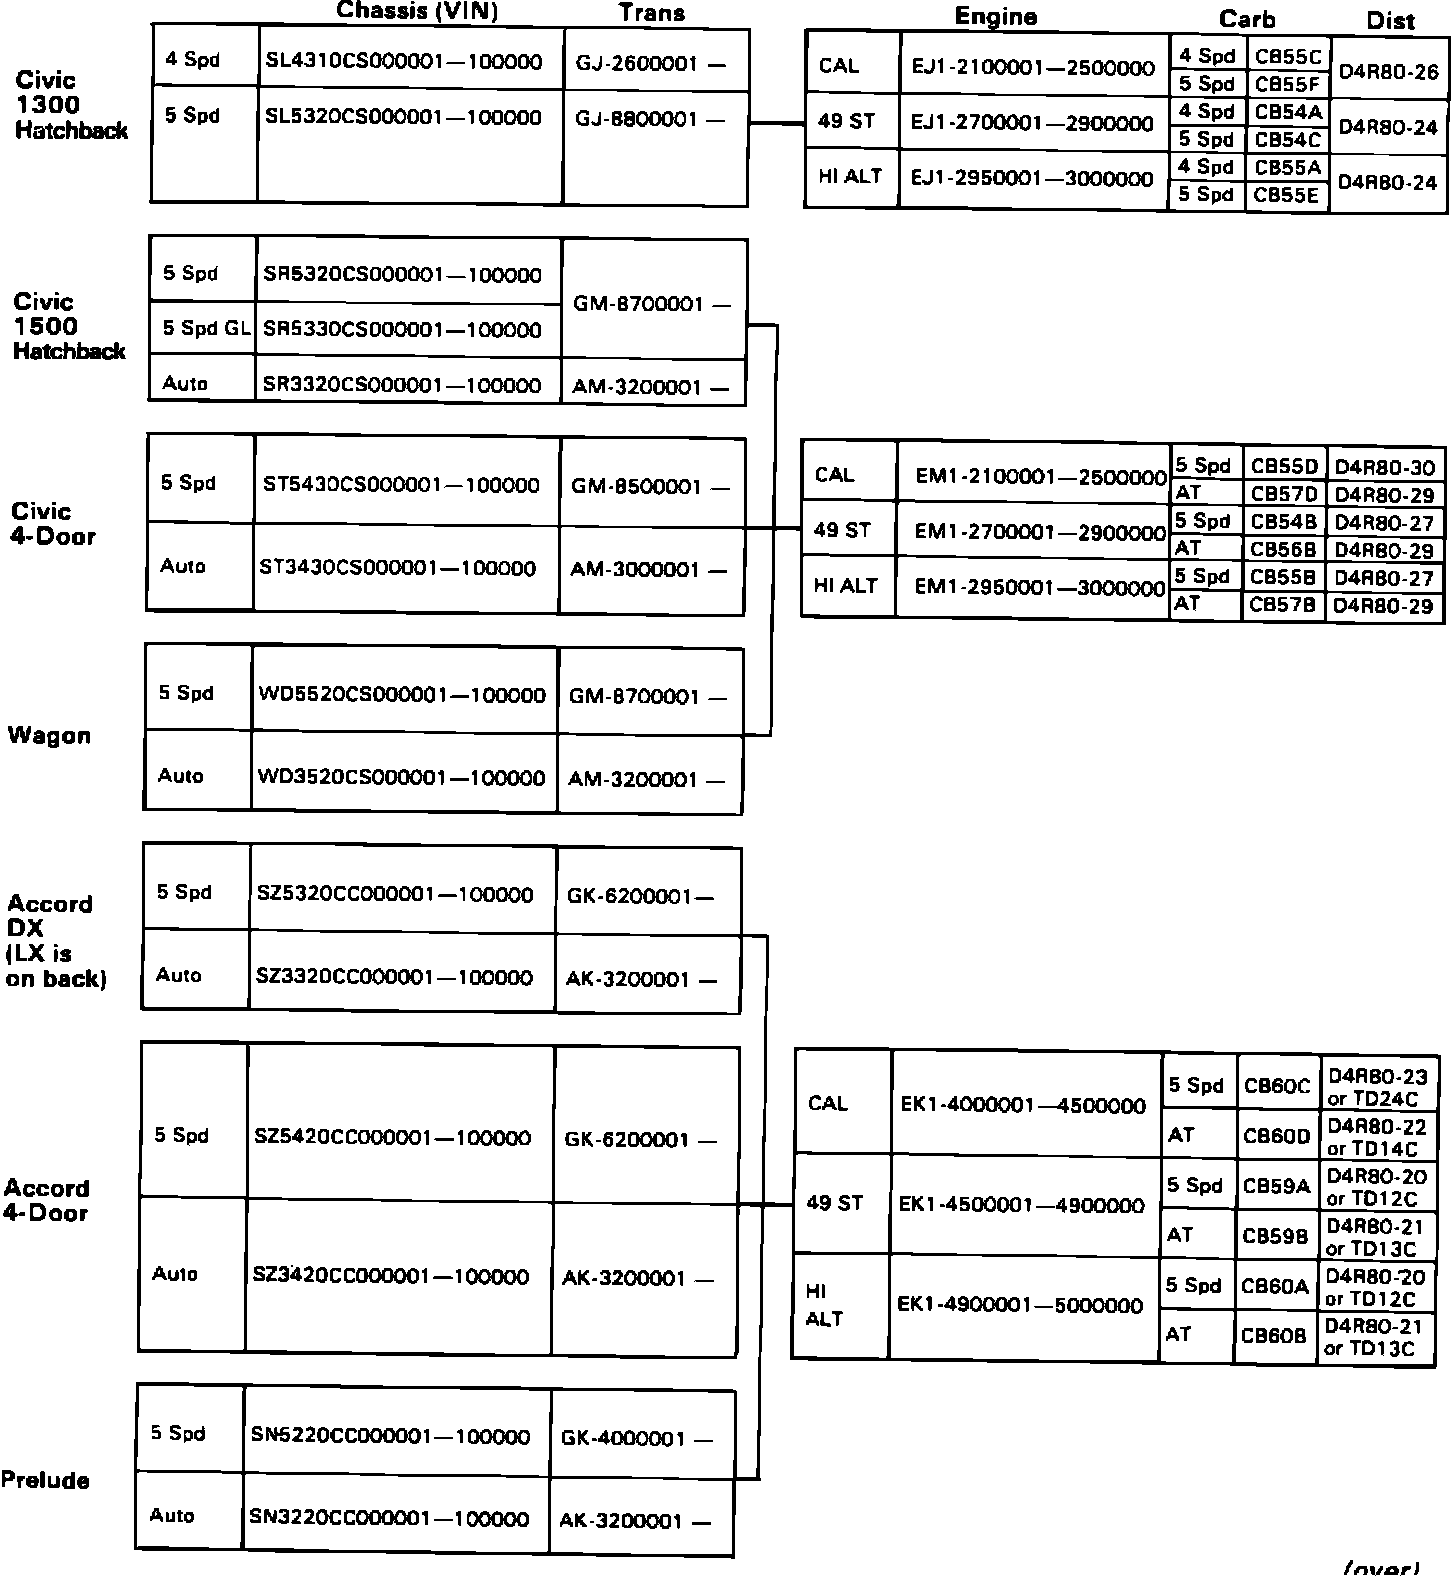 Chassis (VIN) Trans Engine Carb Dist
Civic
1300
Hatchback
4 Spd SL4310CS000001—100000 GJ-2600001 —
5 Spd SL5320CS000001—100000 GJ-8800001 —
CAL EJ1-2100001—2500000 4 Spd CB55C D4R80-26
5 Spd CB55F
49 ST EJ1-2700001—2900000 4 Spd CB54A D4R80-24
5 Spd CB54C
HI ALT EJ1-2950001—3000000 4 Spd CB55A D4R80-24
5 Spd CB55E
Civic
1500
Hatchback
5 Spd SR5320CS000001—100000 GM-8700001 —
5 Spd GL SR5330CS000001—100000
Auto SR3320CS000001—100000 AM-3200001 —
Civic
4-Door
5 Spd ST5430CS000001—100000 GM-8500001 —
Auto ST3430CS000001—100000 AM-3000001 —
CAL EM1-2100001—2500000 5 Spd CB55D D4R80-30
AT CB57D D4R80-29
49 ST EM1-2700001—2900000 5 Spd CB54B D4R80-27
AT CB56B D4R80-29
HI ALT EM1-2950001—3000000 5 Spd CB55B D4R80-27
AT CB57B D4R80-29
Wagon
5 Spd WD5520CS000001—100000 GM-8700001 —
Auto WD3520CS000001—100000 AM-3200001 —
Accord
DX
(LX is
on back)
5 Spd SZ5320CC000001—100000 GK-6200001—
Auto SZ3320CC000001—100000 AK-3200001 —
Accord
4-Door
5 Spd SZ5420CC000001—100000 GK-6200001 —
Auto SZ3420CC000001—100000 AK-3200001 —
CAL EK1-4000001—4500000 5 Spd CB60C D4R80-23
or TD24C
AT CB60D D4R80-22
or TD14C
49 ST EK1-4500001—4900000 5 Spd CB59A D4R80-20
or TD12C
AT CB59B D4R80-21
or TD13C
HI
ALT EK1-4900001—5000000 5 Spd CB60A D4R80-20
or TD12C
AT CB60B D4R80-21
or TD13C
Prelude
5 Spd SN5220CC000001—100000 GK-4000001 —
Auto SN3220CC000001—100000 AK-3200001 —
(over)